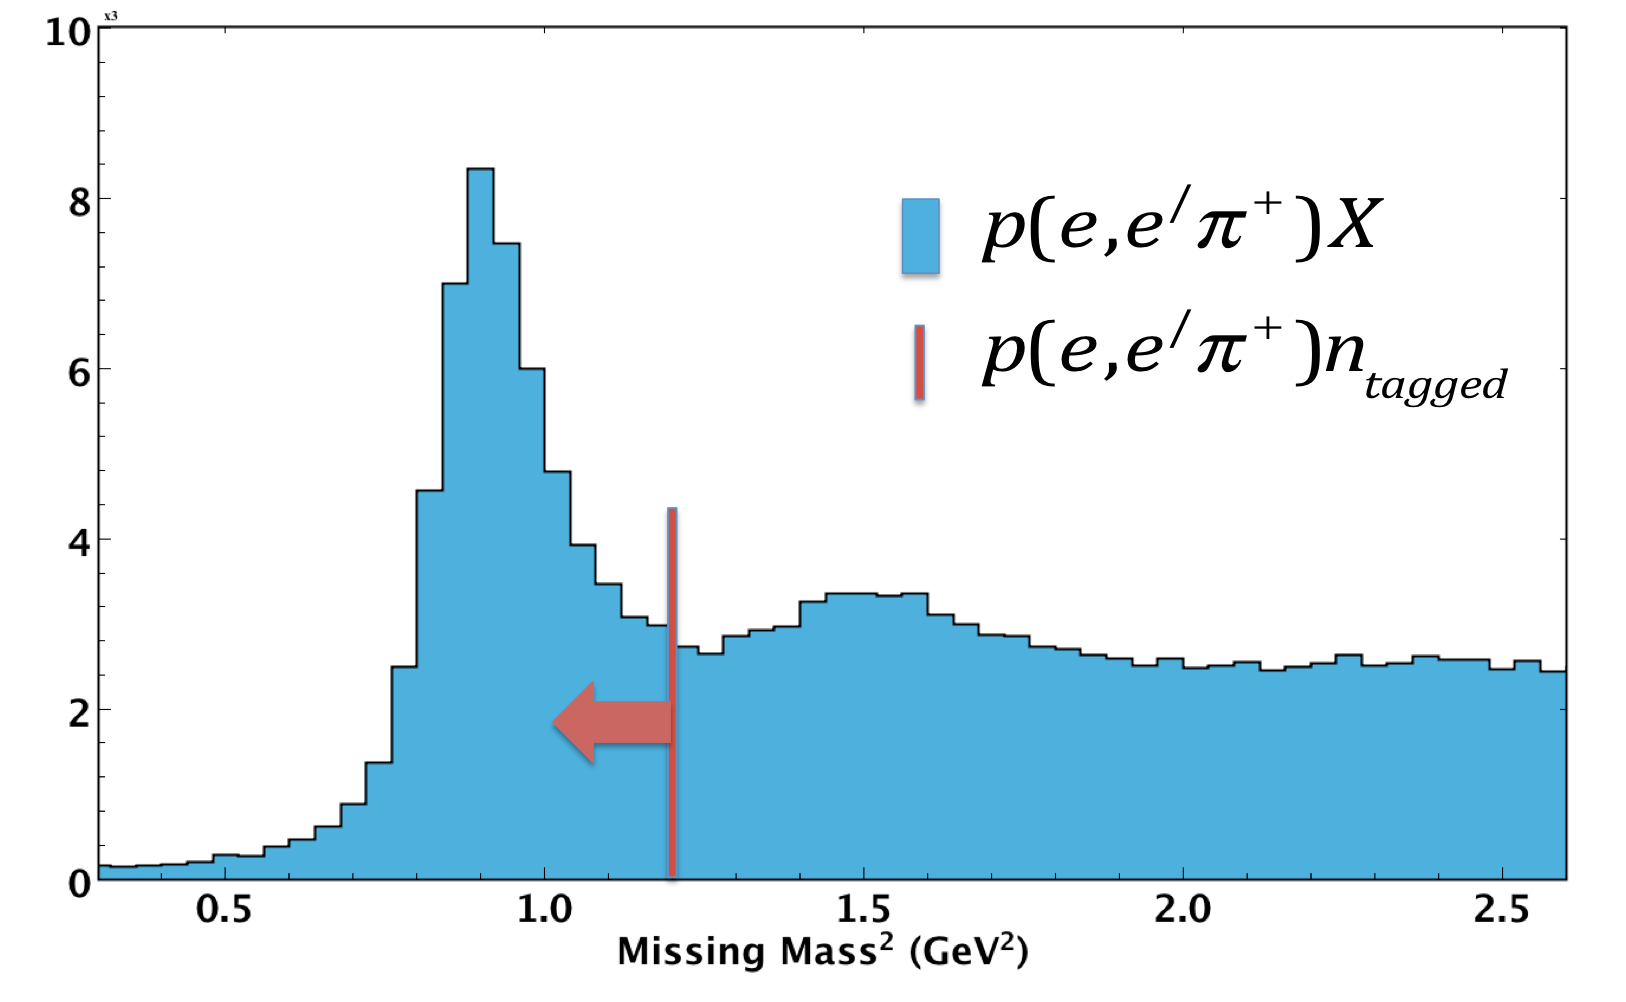 x3
10
8
6
4
2
0
p(e,e/π+)X
p(e,e/π+)n tagged
0.5 1.0 1.5 2.0 2.5
Missing Mass2 (GeV2)